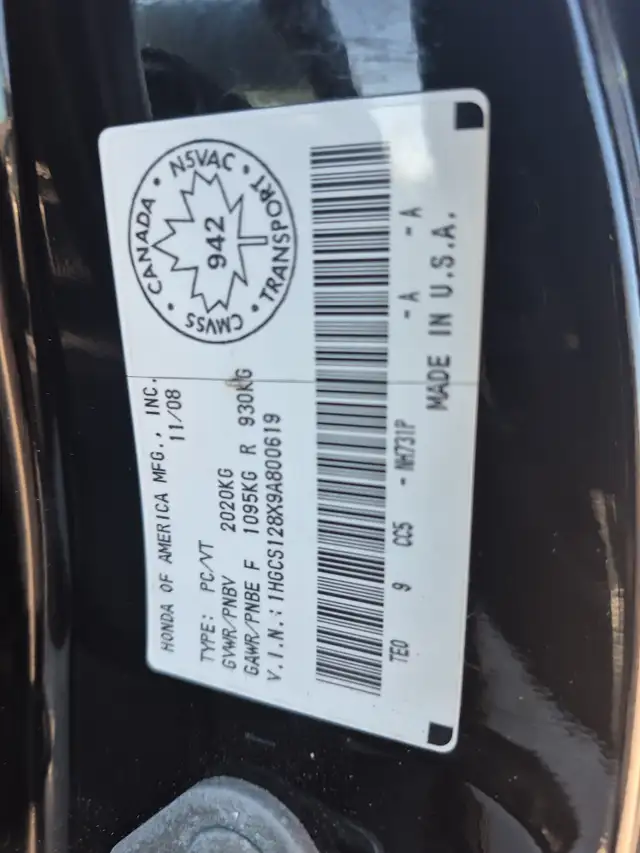 HONDA OF AMERICA MFG., INC.
11/08
TYPE: PC/VT
GVWR/PNBV 2020KG
GAWR/PNBE F 1095KG R 930KG
V.I.N.: 1HGCS128X9A800619
CANADA • NSVAC • TRANSPORT • CMVSS •
942
TE0 9 CC5 - NH731P - A - A
MADE IN U.S.A.